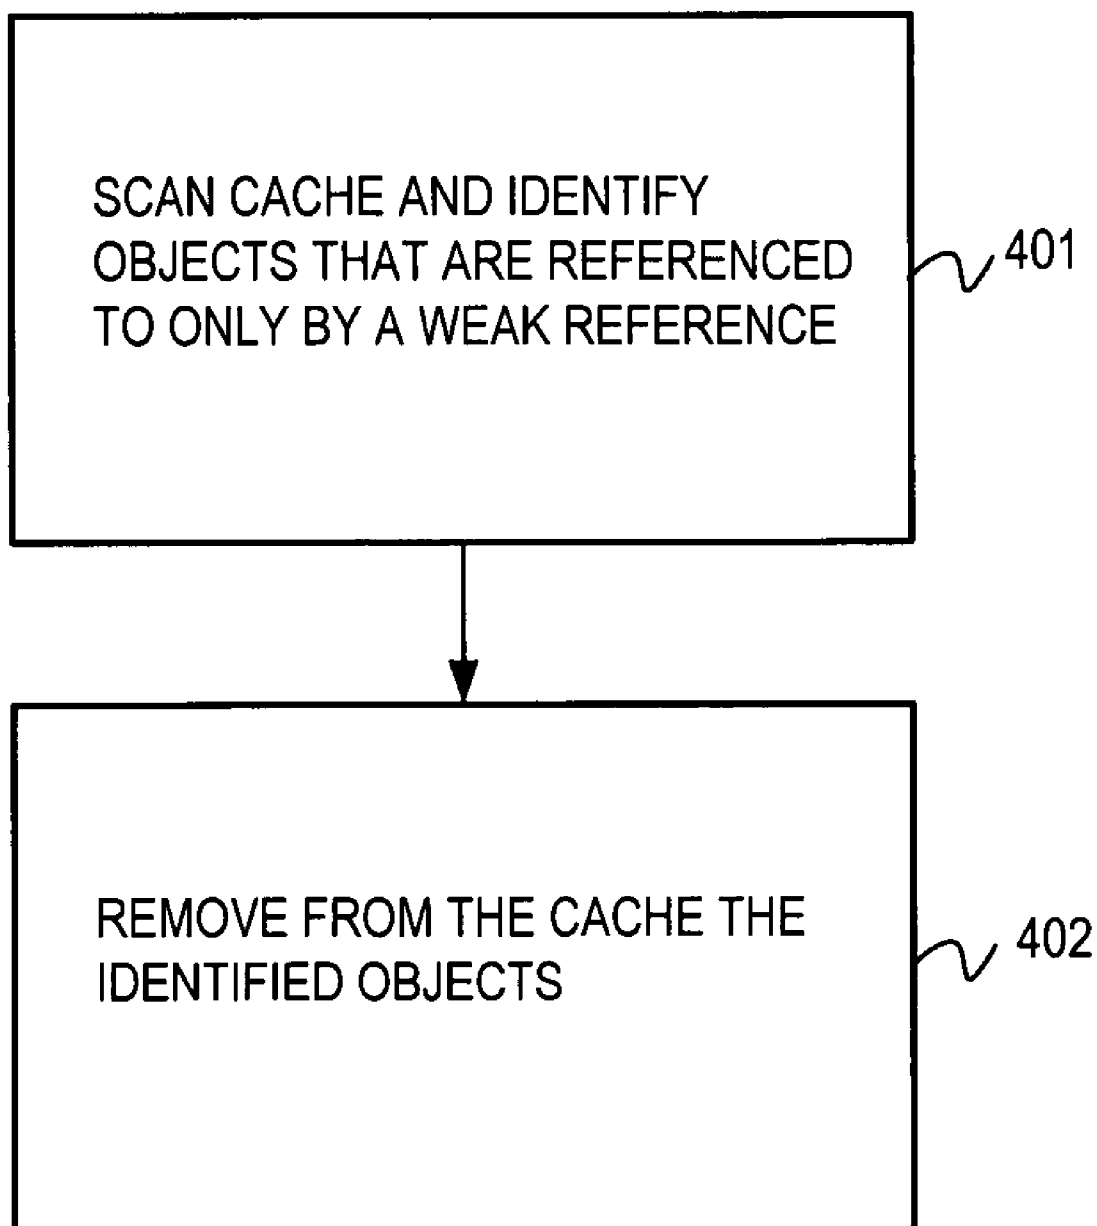 SCAN CACHE AND IDENTIFY
OBJECTS THAT ARE REFERENCED
TO ONLY BY A WEAK REFERENCE
401
REMOVE FROM THE CACHE THE
IDENTIFIED OBJECTS
402